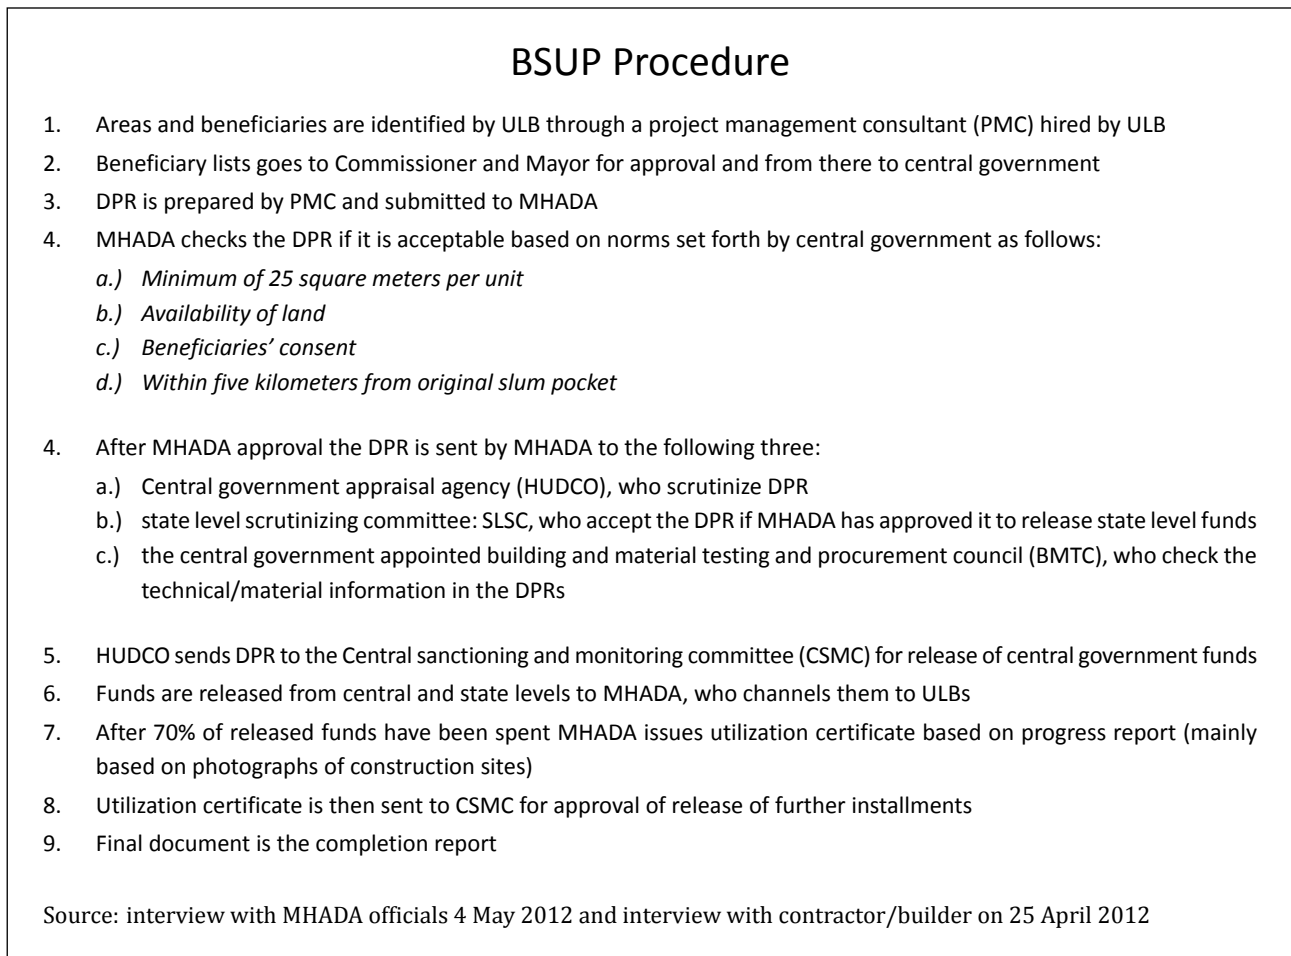 BSUP Procedure
1. Areas and beneficiaries are identified by ULB through a project management consultant (PMC) hired by ULB
2. Beneficiary lists goes to Commissioner and Mayor for approval and from there to central government
3. DPR is prepared by PMC and submitted to MHADA
4. MHADA checks the DPR if it is acceptable based on norms set forth by central government as follows:
a.) Minimum of 25 square meters per unit
b.) Availability of land
c.) Beneficiaries’ consent
d.) Within five kilometers from original slum pocket
4. After MHADA approval the DPR is sent by MHADA to the following three:
a.) Central government appraisal agency (HUDCO), who scrutinize DPR
b.) state level scrutinizing committee: SLSC, who accept the DPR if MHADA has approved it to release state level funds
c.) the central government appointed building and material testing and procurement council (BMTC), who check the
technical/material information in the DPRs
5. HUDCO sends DPR to the Central sanctioning and monitoring committee (CSMC) for release of central government funds
6. Funds are released from central and state levels to MHADA, who channels them to ULBs
7. After 70% of released funds have been spent MHADA issues utilization certificate based on progress report (mainly
based on photographs of construction sites)
8. Utilization certificate is then sent to CSMC for approval of release of further installments
9. Final document is the completion report
Source: interview with MHADA officials 4 May 2012 and interview with contractor/builder on 25 April 2012